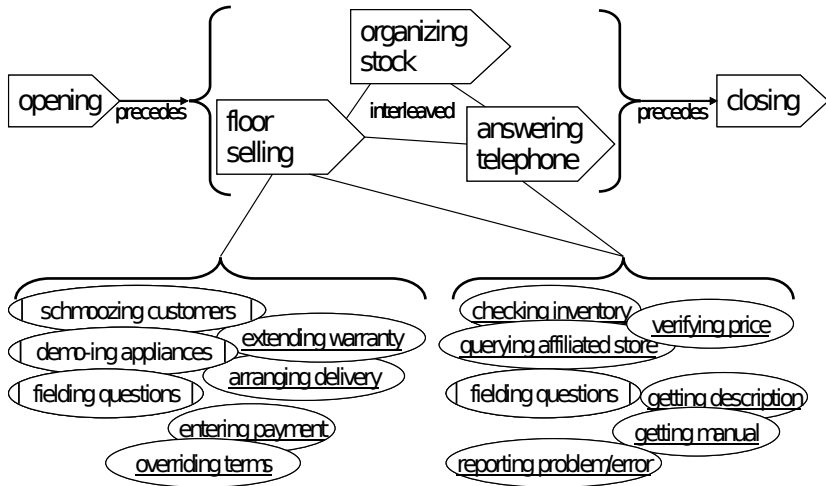 organizing
stock
opening
precedes
interleaved
floor
selling
answering
telephone
precedes
closing
schmoozing customers
extending warranty
demo-ing appliances
arranging delivery
fielding questions
entering payment
overriding terms
checking inventory
verifying price
querying affiliated store
fielding questions
getting description
getting manual
reporting problem/error